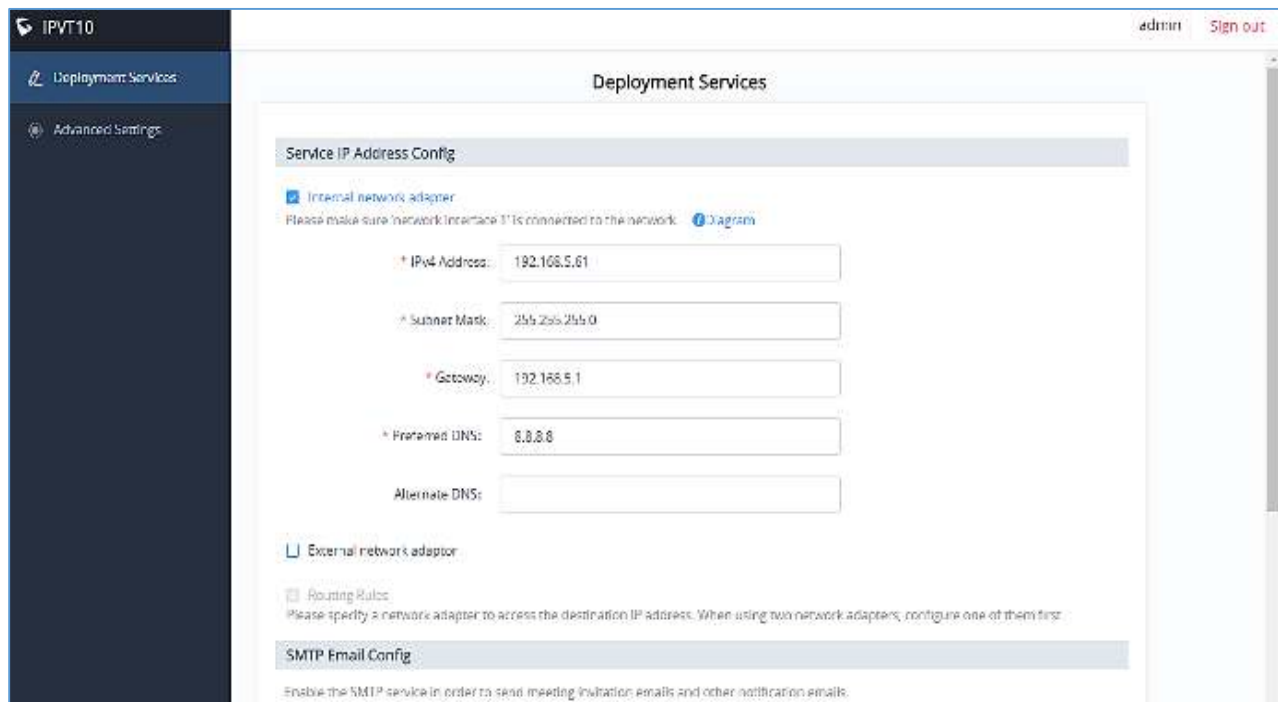 IPVT10
admin
Sign out
Deployment Services
Advanced Settings
Deployment Services
Service IP Address Config
Internal network adapter
Please make sure 'network interface 1' is connected to the network.
Diagram
* IPv4 Address:
192.168.5.61
* Subnet Mask:
255.255.255.0
* Gateway:
192.168.5.1
* Preferred DNS:
8.8.8.8
Alternate DNS:
External network adaptor
Routing Rules
Please specify a network adapter to access the destination IP address. When using two network adapters, configure one of them first.
SMTP Email Config
Enable the SMTP service in order to send meeting invitation emails and other notification emails.